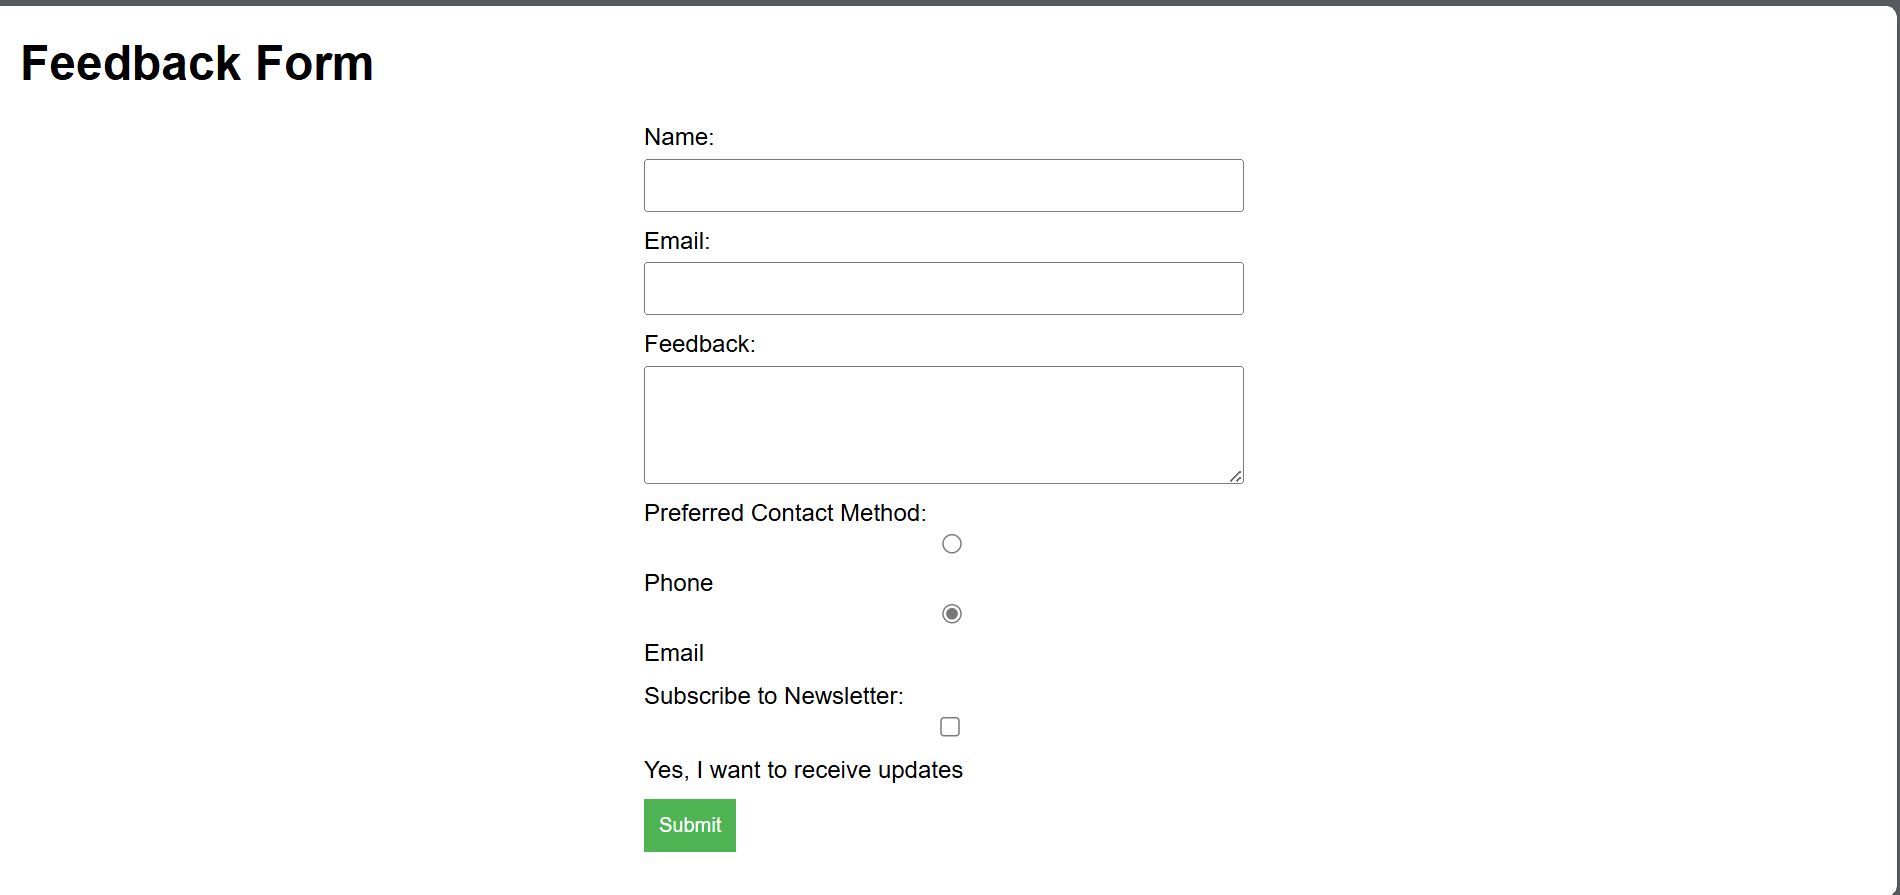 Feedback Form
Name:
Email:
Feedback:
Preferred Contact Method:
Phone
Email
Subscribe to Newsletter:
Yes, I want to receive updates
Submit